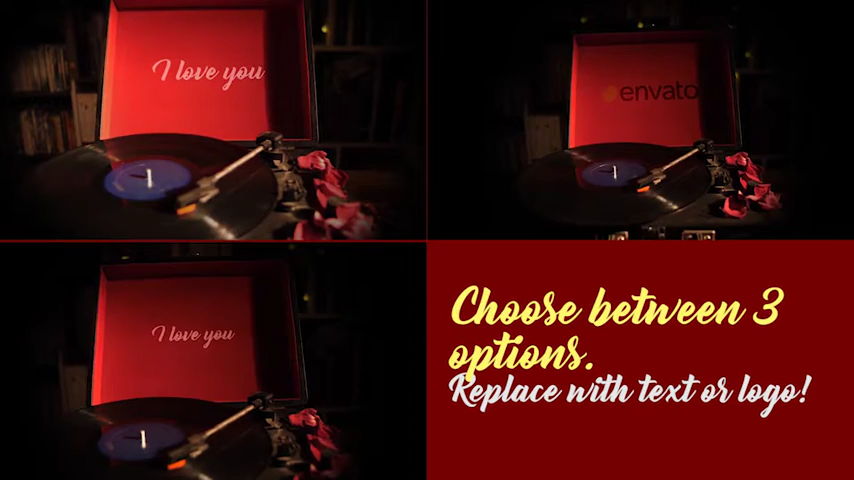 I love you
envato
I love you
Choose between 3
options.
Replace with text or logo!